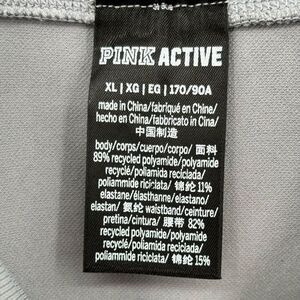 PINK ACTIVE
XL | XG | EG | 170/90A
made in China/fabriqué en Chine/
hecho en China/fabbricato in Cina/
中国制造
body/corps/cuerpo/corpo/ 面料
89% recycled polyamide/polyamide
recyclé/poliamida reciclada/
poliammide riciclata/ 锦纶 11%
elastane/élasthanne/elastano/
elastan/ 氨纶 waistband/ceinture/
pretina/cintura/ 腰带 82%
recycled polyamide/polyamide
recyclé/poliamida reciclada/
poliammide riciclata/ 锦纶 15%